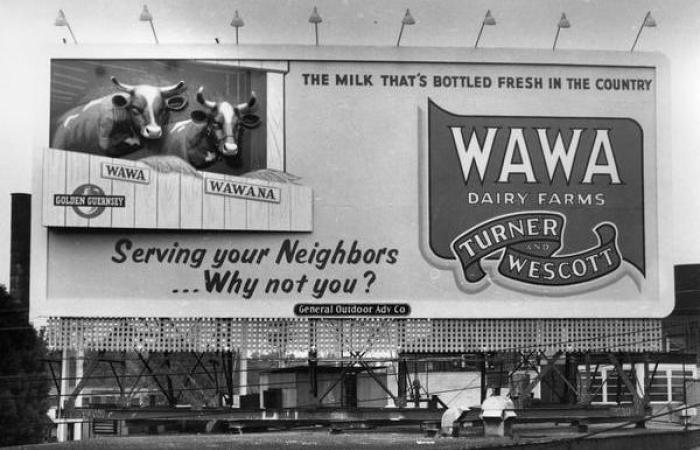 THE MILK THAT'S BOTTLED FRESH IN THE COUNTRY
WAWA
WAWANA
GOLDEN GUERNSEY
WAWA
DAIRY FARMS
TURNER
AND
WESCOTT
Serving your Neighbors
...Why not you?
General Outdoor Adv Co